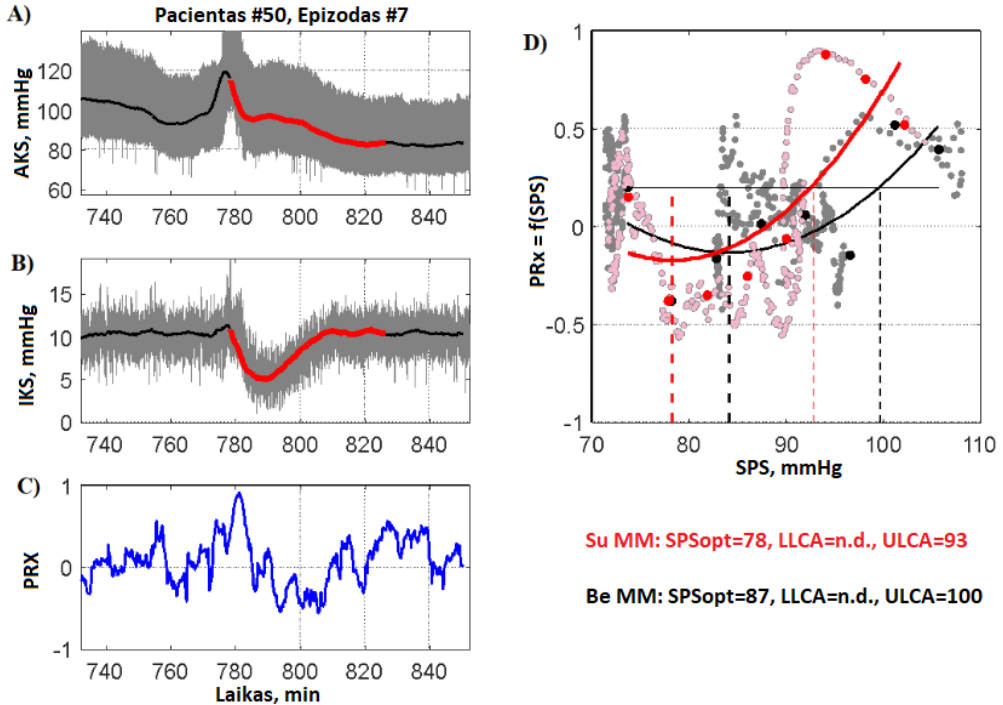 Pacientas #50, Epizodas #7
A)
AKS, mmHg
120
100
80
60
740 760 780 800 820 840
B)
IKS, mmHg
15
10
5
0
740 760 780 800 820 840
C)
PRX
1
0
-1
740 760 780 800 820 840
Laikas, min
D)
PRx = f(SPS)
1
0.5
0
-0.5
-1
70 80 90 100 110
SPS, mmHg
Su MM: SPSopt=78, LLCA=n.d., ULCA=93
Be MM: SPSopt=87, LLCA=n.d., ULCA=100